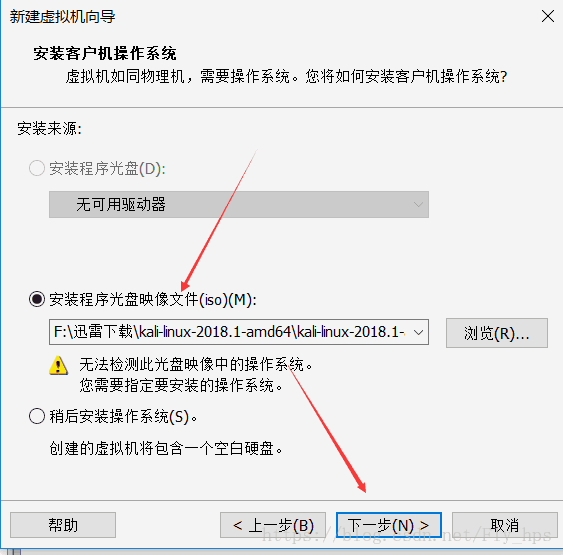 新建虚拟机向导
安装客户机操作系统
虚拟机如同物理机，需要操作系统。您将如何安装客户机操作系统?
安装来源:
安装程序光盘(D):
无可用驱动器
安装程序光盘映像文件(iso)(M):
F:\迅雷下载\kali-linux-2018.1-amd64\kali-linux-2018.1-
浏览(R)...
无法检测此光盘映像中的操作系统。
您需要指定要安装的操作系统。
稍后安装操作系统(S)。
创建的虚拟机将包含一个空白硬盘。
帮助
< 上一步(B)
下一步(N) >
取消
https://blog.csdn.net/Fly_hps